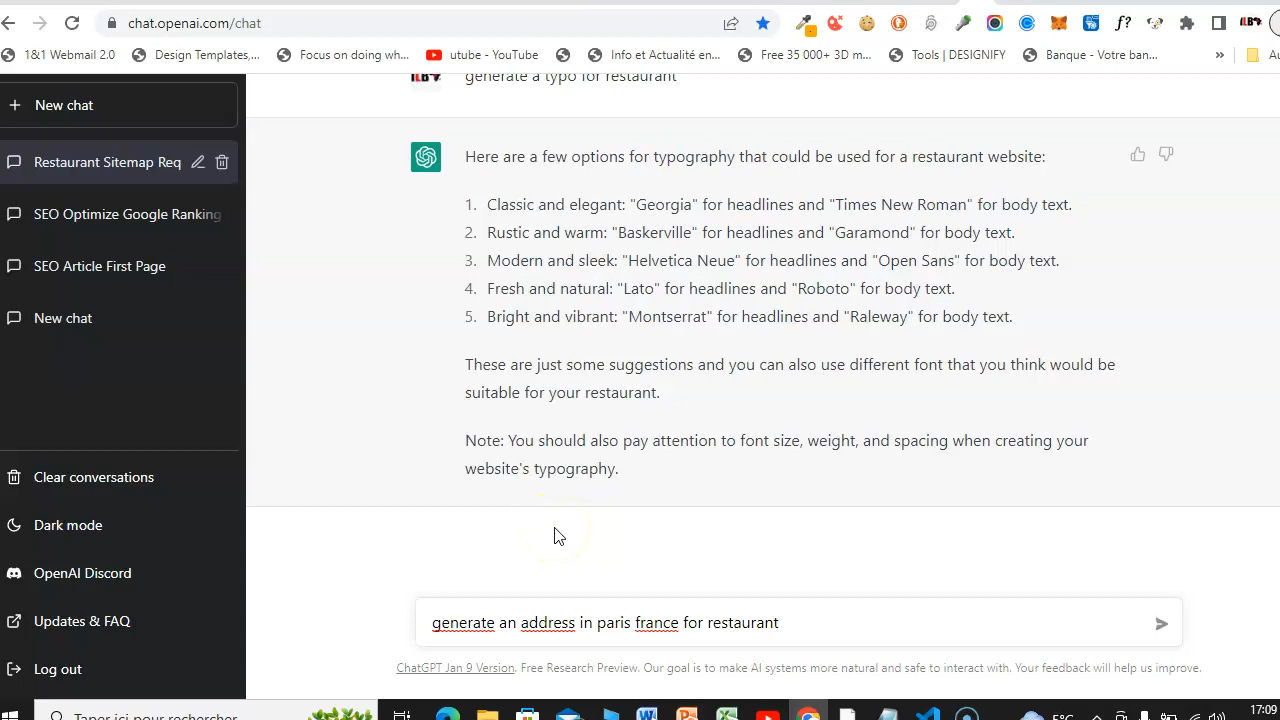 chat.openai.com/chat
f?
ILB
1&1 Webmail 2.0
Design Templates,...
Focus on doing wh...
utube - YouTube
Info et Actualité en...
Free 35 000+ 3D m...
Tools | DESIGNIFY
Banque - Votre ban...
»
New chat
Restaurant Sitemap Req
SEO Optimize Google Ranking
SEO Article First Page
New chat
Clear conversations
Dark mode
OpenAI Discord
Updates & FAQ
Log out
generate a typo for restaurant
Here are a few options for typography that could be used for a restaurant website:
1. Classic and elegant: "Georgia" for headlines and "Times New Roman" for body text.
2. Rustic and warm: "Baskerville" for headlines and "Garamond" for body text.
3. Modern and sleek: "Helvetica Neue" for headlines and "Open Sans" for body text.
4. Fresh and natural: "Lato" for headlines and "Roboto" for body text.
5. Bright and vibrant: "Montserrat" for headlines and "Raleway" for body text.
These are just some suggestions and you can also use different font that you think would be
suitable for your restaurant.
Note: You should also pay attention to font size, weight, and spacing when creating your
website's typography.
generate an address in paris france for restaurant
ChatGPT Jan 9 Version. Free Research Preview. Our goal is to make AI systems more natural and safe to interact with. Your feedback will help us improve.
Taper ici pour rechercher
5°C
17:09